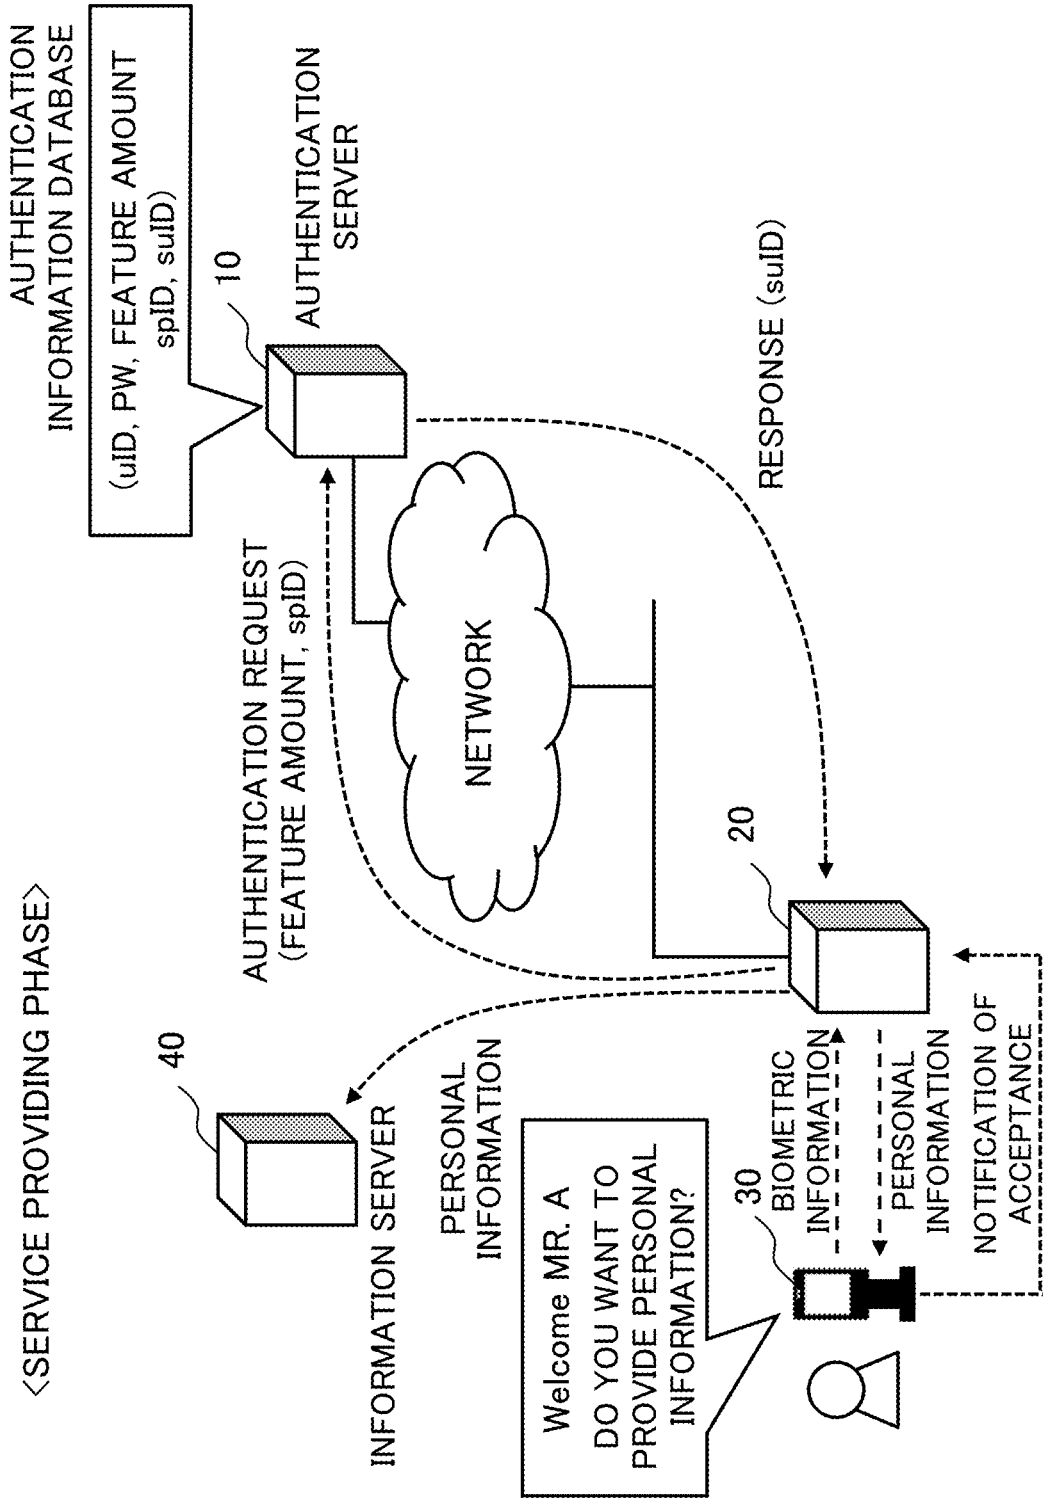 <SERVICE PROVIDING PHASE>
AUTHENTICATION
INFORMATION DATABASE
(uID, PW, FEATURE AMOUNT
spID, suID)
10
AUTHENTICATION
SERVER
40
INFORMATION SERVER
AUTHENTICATION REQUEST
(FEATURE AMOUNT, spID)
NETWORK
PERSONAL
INFORMATION
RESPONSE (suID)
20
Welcome MR. A
DO YOU WANT TO
PROVIDE PERSONAL
INFORMATION?
30
BIOMETRIC
INFORMATION
PERSONAL
INFORMATION
NOTIFICATION OF
ACCEPTANCE